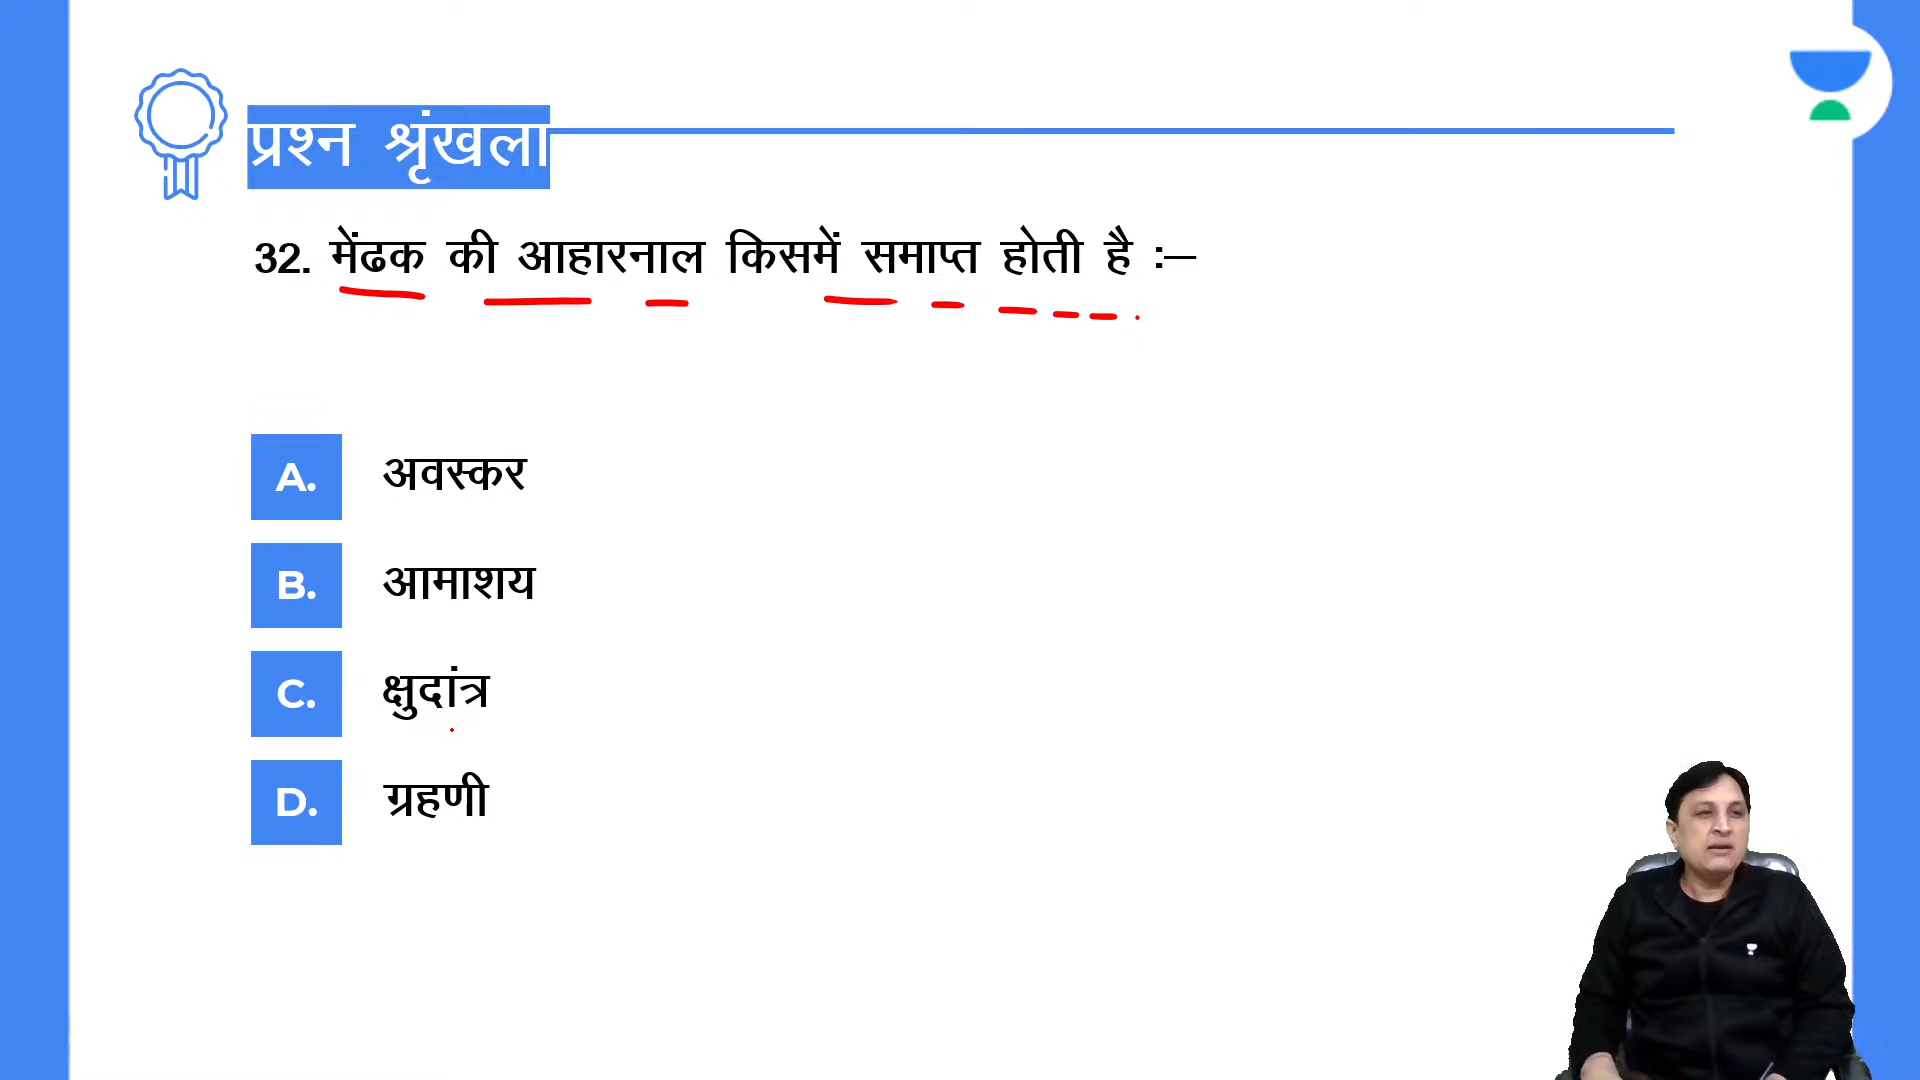 प्रश्न श्रृंखला
32. मेंढक की आहारनाल किसमें समाप्त होती है :–
A. अवस्कर
B. आमाशय
C. क्षुदांत्र
D. ग्रहणी